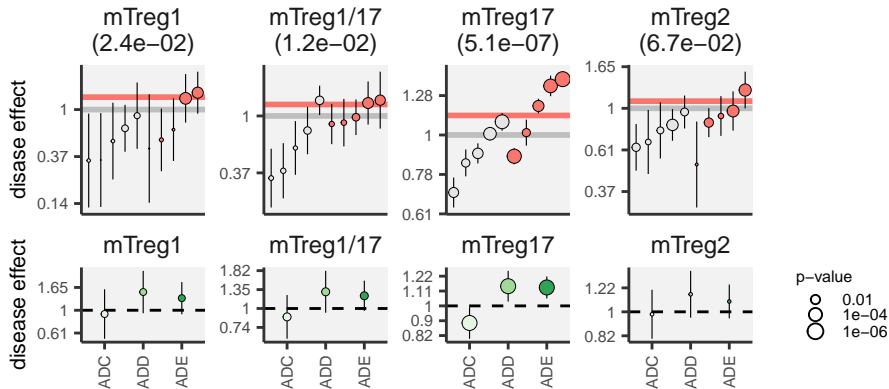 mTreg1
(2.4e−02)
mTreg1/17
(1.2e−02)
mTreg17
(5.1e−07)
mTreg2
(6.7e−02)
disase effect
1
0.37
0.14
1
0.37
1.28
1
0.78
0.61
1.65
1
0.61
0.37
mTreg1
mTreg1/17
mTreg17
mTreg2
disease effect
1.65
1
0.61
1.82
1.35
1
0.74
1.22
1.11
1
0.9
0.82
1.22
1
0.82
ADC
ADD
ADE
ADC
ADD
ADE
ADC
ADD
ADE
ADC
ADD
ADE
p−value
0.01
1e−04
1e−06